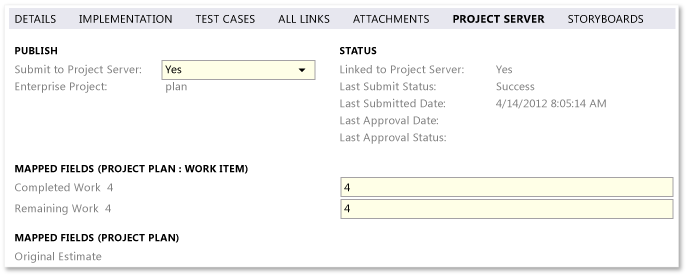 DETAILS IMPLEMENTATION TEST CASES ALL LINKS ATTACHMENTS PROJECT SERVER STORYBOARDS
PUBLISH
Submit to Project Server: Yes
Enterprise Project: plan
STATUS
Linked to Project Server: Yes
Last Submit Status: Success
Last Submitted Date: 4/14/2012 8:05:14 AM
Last Approval Date:
Last Approval Status:
MAPPED FIELDS (PROJECT PLAN : WORK ITEM)
Completed Work 4 4
Remaining Work 4 4
MAPPED FIELDS (PROJECT PLAN)
Original Estimate